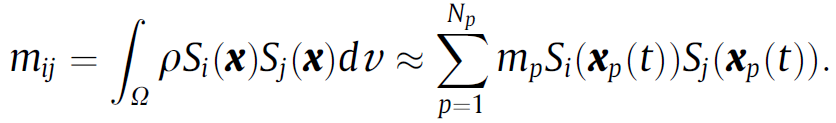 $m_{ij} = \int_{\Omega} \rho S_i(\boldsymbol{x}) S_j(\boldsymbol{x}) dv \approx \sum_{p=1}^{N_p} m_p S_i(\boldsymbol{x}_p(t)) S_j(\boldsymbol{x}_p(t)).$